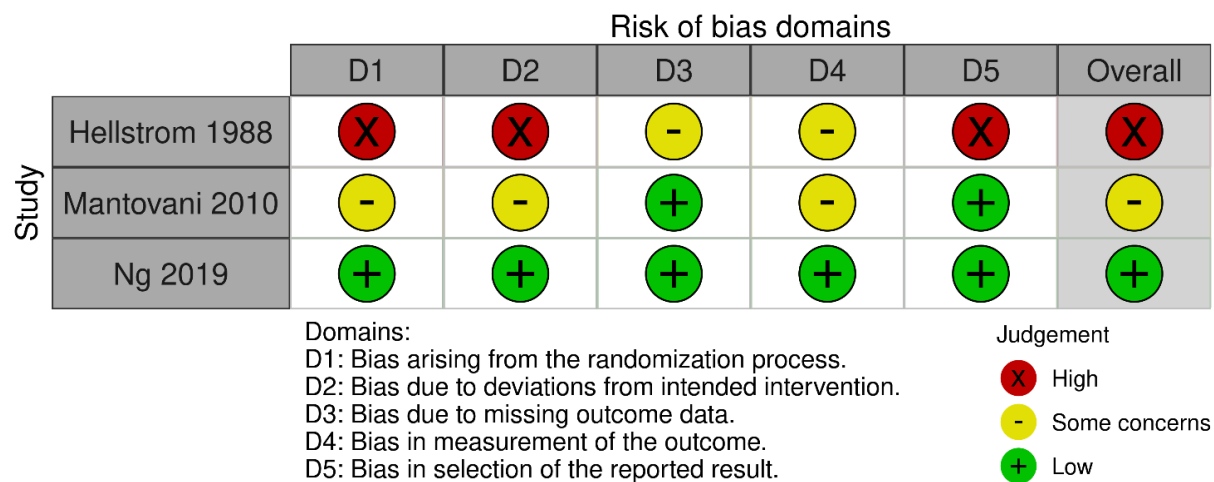 Risk of bias domains
D1 D2 D3 D4 D5 Overall
Study
Hellstrom 1988 X X - - X X
Mantovani 2010 - - + - + -
Ng 2019 + + + + + +
Domains:
D1: Bias arising from the randomization process.
D2: Bias due to deviations from intended intervention.
D3: Bias due to missing outcome data.
D4: Bias in measurement of the outcome.
D5: Bias in selection of the reported result.
Judgement
X High
- Some concerns
+ Low